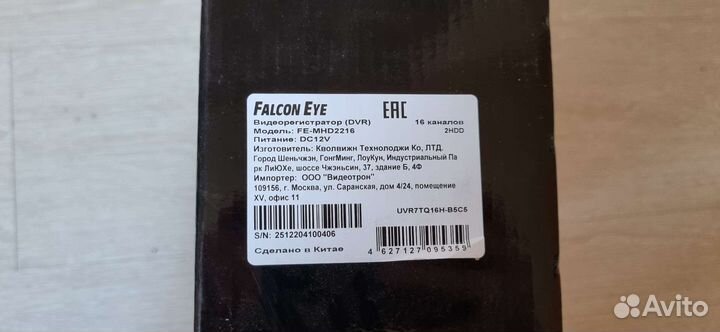 FALCON EYE
EAC
Видеорегистратор (DVR) 16 каналов
Модель: FE-MHD2216 2HDD
Питание: DC12V
Изготовитель: Кволвижн Технолоджи Ко, ЛТД.
Город Шеньчжэн, ГонгМинг, ЛоуКун, Индустриальный Па
рк ЛиЮХе, шоссе Чжэньсин, 37, здание Б, 4Ф
Импортер: ООО "Видеотрон"
109156, г. Москва, ул. Саранская, дом 4/24, помещение
XV, офис 11
UVR7TQ16H-B5C5
S/N: 2512204100406
Сделано в Китае
4 627127 095359
Avito